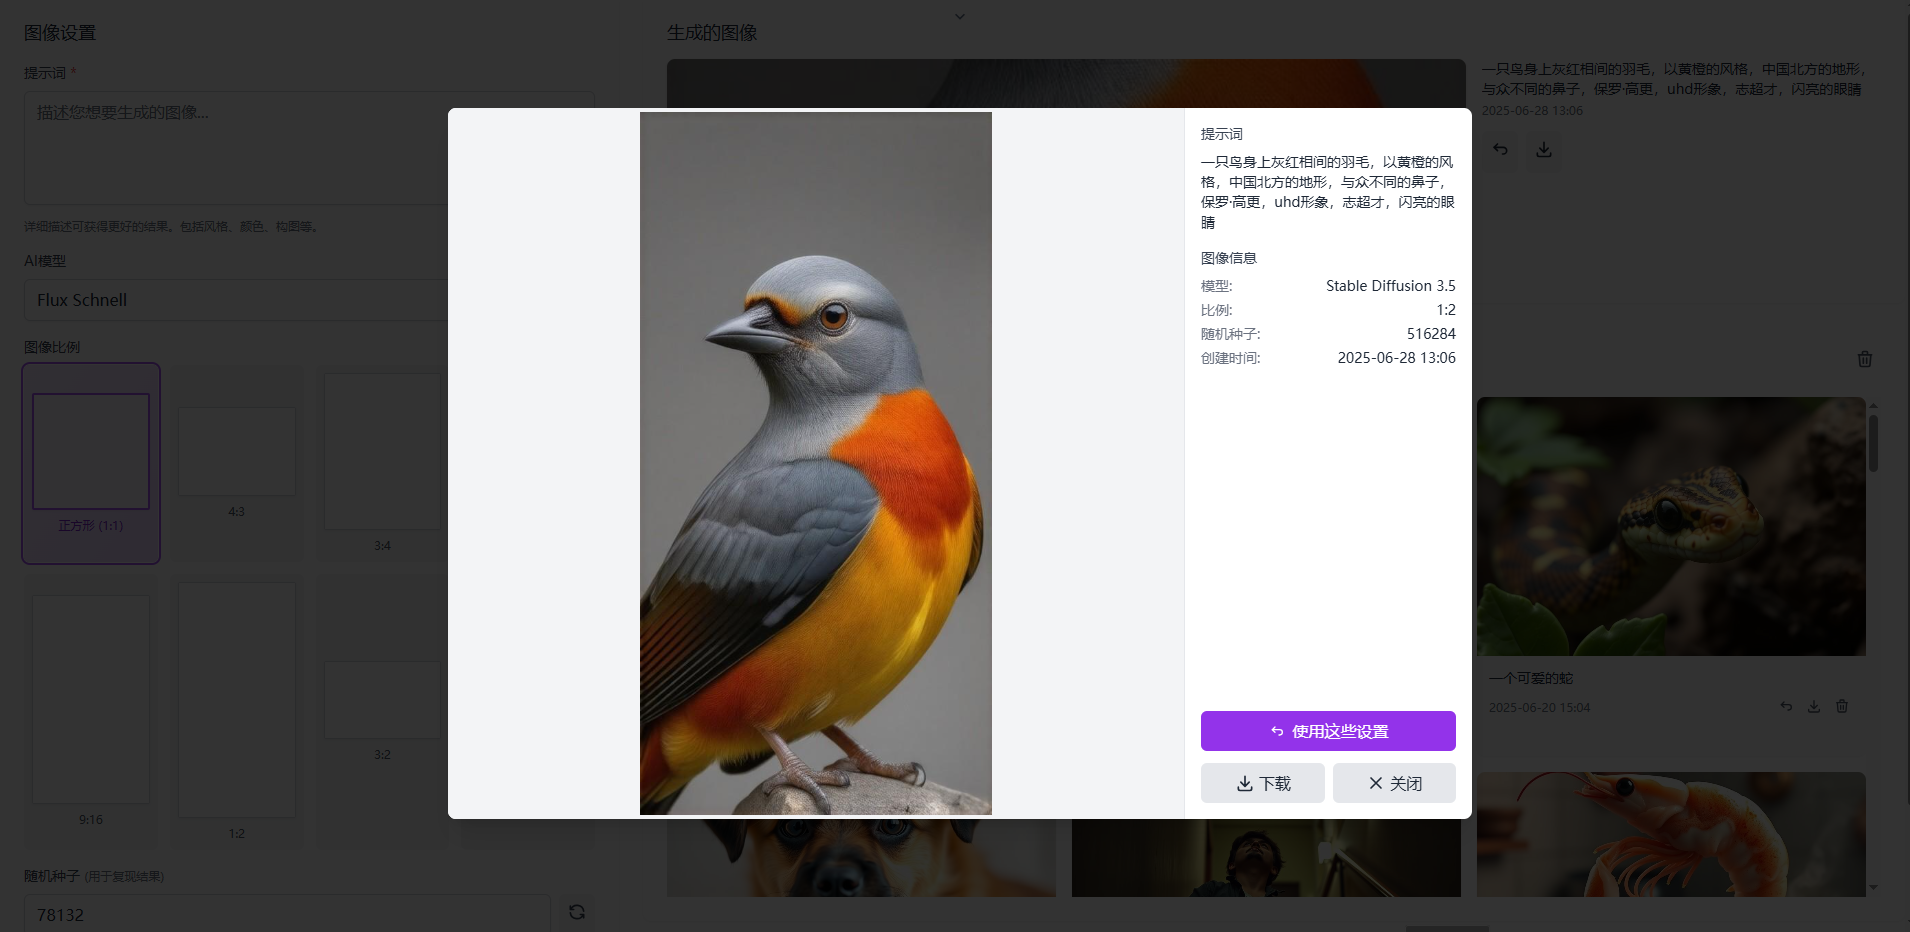 图像设置
提示词 *
描述您想要生成的图像...
详细描述可获得更好的结果。包括风格、颜色、构图等。
AI模型
Flux Schnell
图像比例
正方形 (1:1)
4:3
3:4
9:16
1:2
3:2
随机种子 (用于复现结果)
78132
生成的图像
一只鸟身上灰红相间的羽毛，以黄橙的风格，中国北方的地形，
与众不同的鼻子，保罗·高更，uhd形象，志超才，闪亮的眼睛
2025-06-28 13:06
提示词
一只鸟身上灰红相间的羽毛，以黄橙的风
格，中国北方的地形，与众不同的鼻子，
保罗·高更，uhd形象，志超才，闪亮的眼
睛
图像信息
模型: Stable Diffusion 3.5
比例: 1:2
随机种子: 516284
创建时间: 2025-06-28 13:06
使用这些设置
下载
关闭
一个可爱的蛇
2025-06-20 15:04